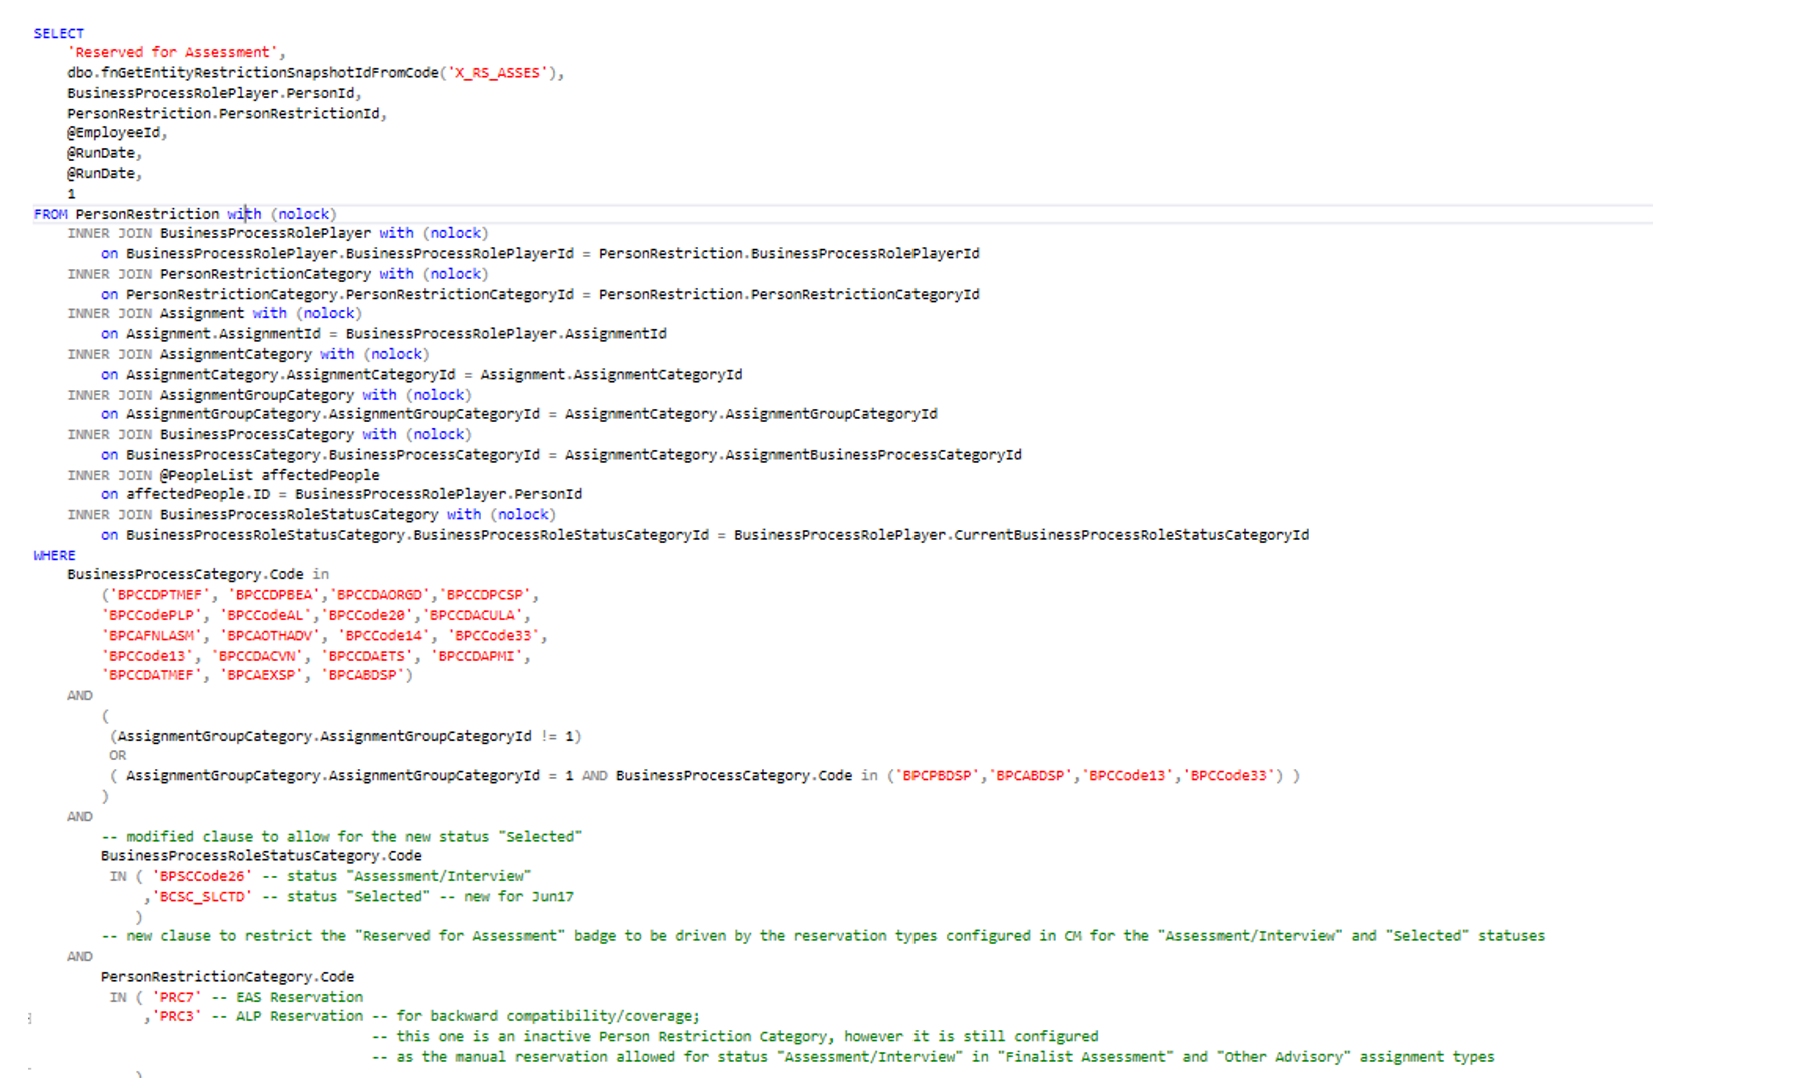 SELECT
'Reserved for Assessment',
dbo.fnGetEntityRestrictionSnapshotIdFromCode('X_RS_ASSES'),
BusinessProcessRolePlayer.PersonId,
PersonRestriction.PersonRestrictionId,
@EmployeeId,
@RunDate,
@RunDate,
1
FROM PersonRestriction with (nolock)
INNER JOIN BusinessProcessRolePlayer with (nolock)
on BusinessProcessRolePlayer.BusinessProcessRolePlayerId = PersonRestriction.BusinessProcessRolePlayerId
INNER JOIN PersonRestrictionCategory with (nolock)
on PersonRestrictionCategory.PersonRestrictionCategoryId = PersonRestriction.PersonRestrictionCategoryId
INNER JOIN Assignment with (nolock)
on Assignment.AssignmentId = BusinessProcessRolePlayer.AssignmentId
INNER JOIN AssignmentCategory with (nolock)
on AssignmentCategory.AssignmentCategoryId = Assignment.AssignmentCategoryId
INNER JOIN AssignmentGroupCategory with (nolock)
on AssignmentGroupCategory.AssignmentGroupCategoryId = AssignmentCategory.AssignmentGroupCategoryId
INNER JOIN BusinessProcessCategory with (nolock)
on BusinessProcessCategory.BusinessProcessCategoryId = AssignmentCategory.AssignmentBusinessProcessCategoryId
INNER JOIN @PeopleList affectedPeople
on affectedPeople.ID = BusinessProcessRolePlayer.PersonId
INNER JOIN BusinessProcessRoleStatusCategory with (nolock)
on BusinessProcessRoleStatusCategory.BusinessProcessRoleStatusCategoryId = BusinessProcessRolePlayer.CurrentBusinessProcessRoleStatusCategoryId
WHERE
BusinessProcessCategory.Code in
('BPCCDPTMEF', 'BPCCDPBEA','BPCCDAORGD','BPCCDPCSP',
'BPCCodePLP', 'BPCCodeAL','BPCCode20','BPCCDACULA',
'BPCAFNLASM', 'BPCAOTHADV', 'BPCCode14', 'BPCCode33',
'BPCCode13', 'BPCCDACVN', 'BPCCDAETS', 'BPCCDAPMI',
'BPCCDATMEF', 'BPCAEXSP', 'BPCABDSP')
AND
(
(AssignmentGroupCategory.AssignmentGroupCategoryId != 1)
OR
( AssignmentGroupCategory.AssignmentGroupCategoryId = 1 AND BusinessProcessCategory.Code in ('BPCPBDSP','BPCABDSP','BPCCode13','BPCCode33') )
)
AND
-- modified clause to allow for the new status "Selected"
BusinessProcessRoleStatusCategory.Code
IN ( 'BPSCCode26' -- status "Assessment/Interview"
,'BCSC_SLCTD' -- status "Selected" -- new for Jun17
)
-- new clause to restrict the "Reserved for Assessment" badge to be driven by the reservation types configured in CM for the "Assessment/Interview" and "Selected" statuses
AND
PersonRestrictionCategory.Code
IN ( 'PRC7' -- EAS Reservation
,'PRC3' -- ALP Reservation -- for backward compatibility/coverage;
-- this one is an inactive Person Restriction Category, however it is still configured
-- as the manual reservation allowed for status "Assessment/Interview" in "Finalist Assessment" and "Other Advisory" assignment types
)